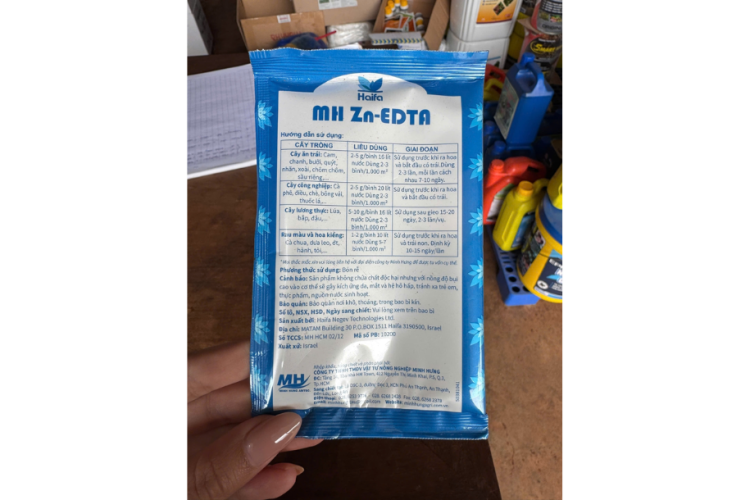 Haifa
MH Zn-EDTA
Hướng dẫn sử dụng:
CÂY TRỒNG LIỀU DÙNG GIAI ĐOẠN
Cây ăn trái: Cam, chanh, bưởi, quýt, nhãn, xoài, chôm chôm, sầu riêng...
2-5 g/bình 10 lít nước Dùng 2-3 bình/1.000 m²
Sử dụng trước khi ra hoa và bắt đầu có trái Dùng 2-3 lần, mỗi lần cách nhau 7-10 ngày.
Cây công nghiệp: Cà phê, điều, chè, bông vải, thuốc lá,...
2-5 g/bình 20 lít nước Dùng 2-3 bình/1.000 m²
Sử dụng trước khi ra hoa và bắt đầu có trái.
Cây lương thực: Lúa, bắp, đậu,...
5-10 g/bình 16 lít nước Dùng 2-3 bình/1.000 m²
Sử dụng sau gieo 15-20 ngày, 2-3 lần/vụ.
Rau màu và hoa kiểng: Cà chua, dưa leo, ớt, hành, tỏi,...
1-2 g/bình 10 lít nước Dùng 5-7 bình/1.000 m²
Sử dụng trước khi ra hoa và trái non. Định kỳ 10-15 ngày/lần
Phương thức sử dụng: Bón rễ
Cảnh báo: Sản phẩm không chứa chất độc hại nhưng với nồng độ bụi
cao vào cơ thể sẽ gây kích ứng da, mắt và hệ hô hấp, tránh xa trẻ em,
thực phẩm, nguồn nước sinh hoạt.
Bảo quản: Bảo quản nơi khô, thoáng, trong bao bì kín.
Số lô, NSX, HSD, Ngày sang chiết: Vui lòng xem trên bao bì
Sản xuất bởi: Haifa Negev Technologies Ltd.
Địa chỉ: MATAM Building 30 P.O.BOX 1511 Haifa 3190500, Israel
Số TCCS: MH HCM 02/12 Mã số PB: 19200
Xuất xứ: Israel
MH
CÔNG TY TNHH TMDV VẬT TƯ NÔNG NGHIỆP MINH HƯNG